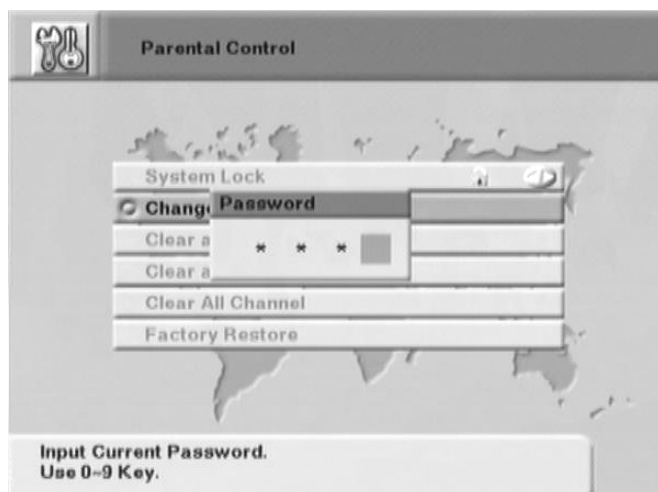 Parental Control
System Lock
Chang
Password
Clear a
* * *
Clear a
Clear All Channel
Factory Restore
Input Current Password.
Use 0~9 Key.